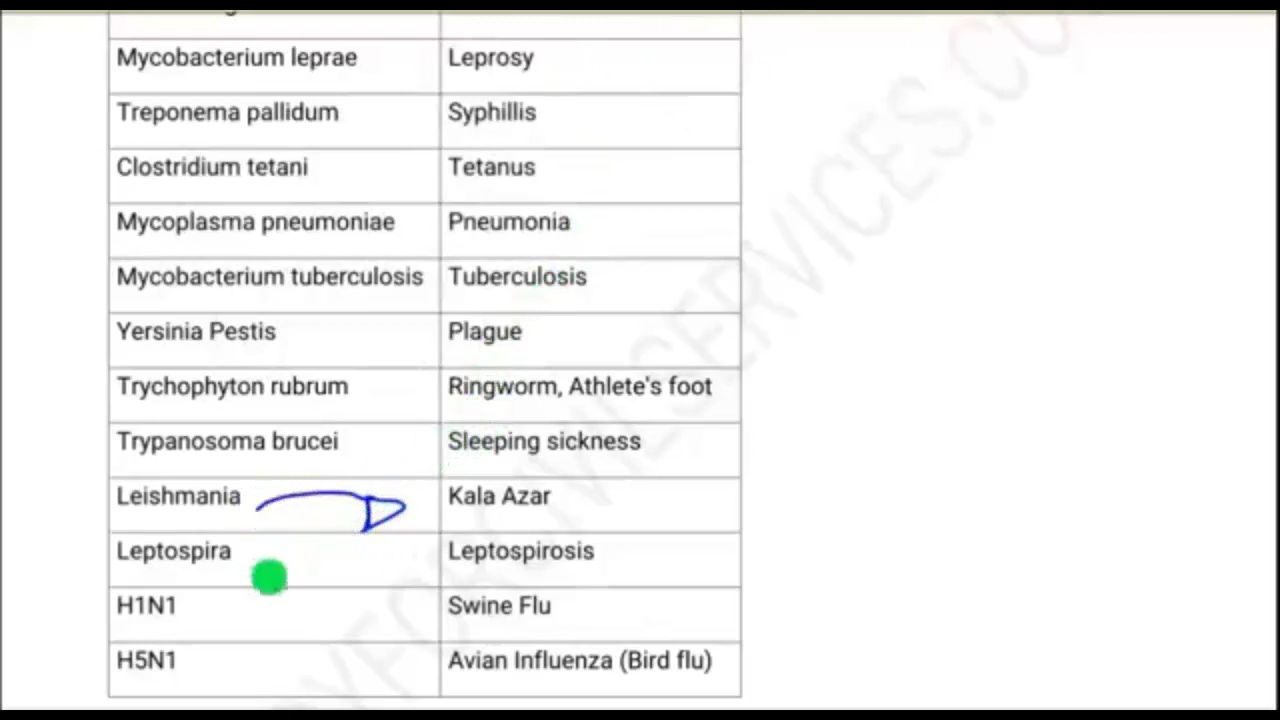 Mycobacterium leprae Leprosy
Treponema pallidum Syphillis
Clostridium tetani Tetanus
Mycoplasma pneumoniae Pneumonia
Mycobacterium tuberculosis Tuberculosis
Yersinia Pestis Plague
Trychophyton rubrum Ringworm, Athlete's foot
Trypanosoma brucei Sleeping sickness
Leishmania Kala Azar
Leptospira Leptospirosis
H1N1 Swine Flu
H5N1 Avian Influenza (Bird flu)